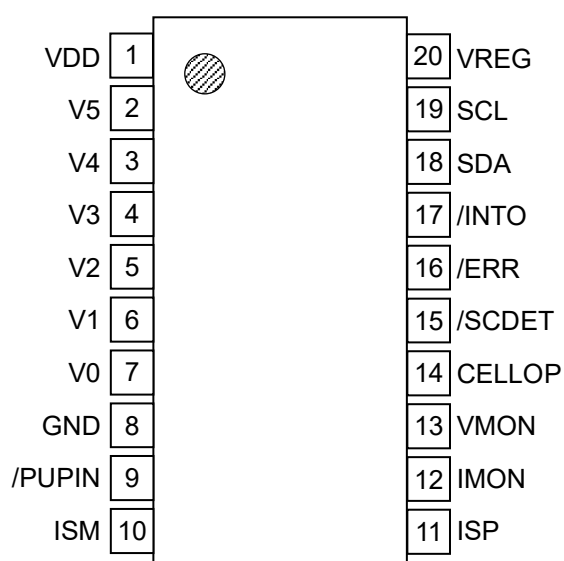 VDD 1 20 VREG
V5 2 19 SCL
V4 3 18 SDA
V3 4 17 /INTO
V2 5 16 /ERR
V1 6 15 /SCDET
V0 7 14 CELLOP
GND 8 13 VMON
/PUPIN 9 12 IMON
ISM 10 11 ISP